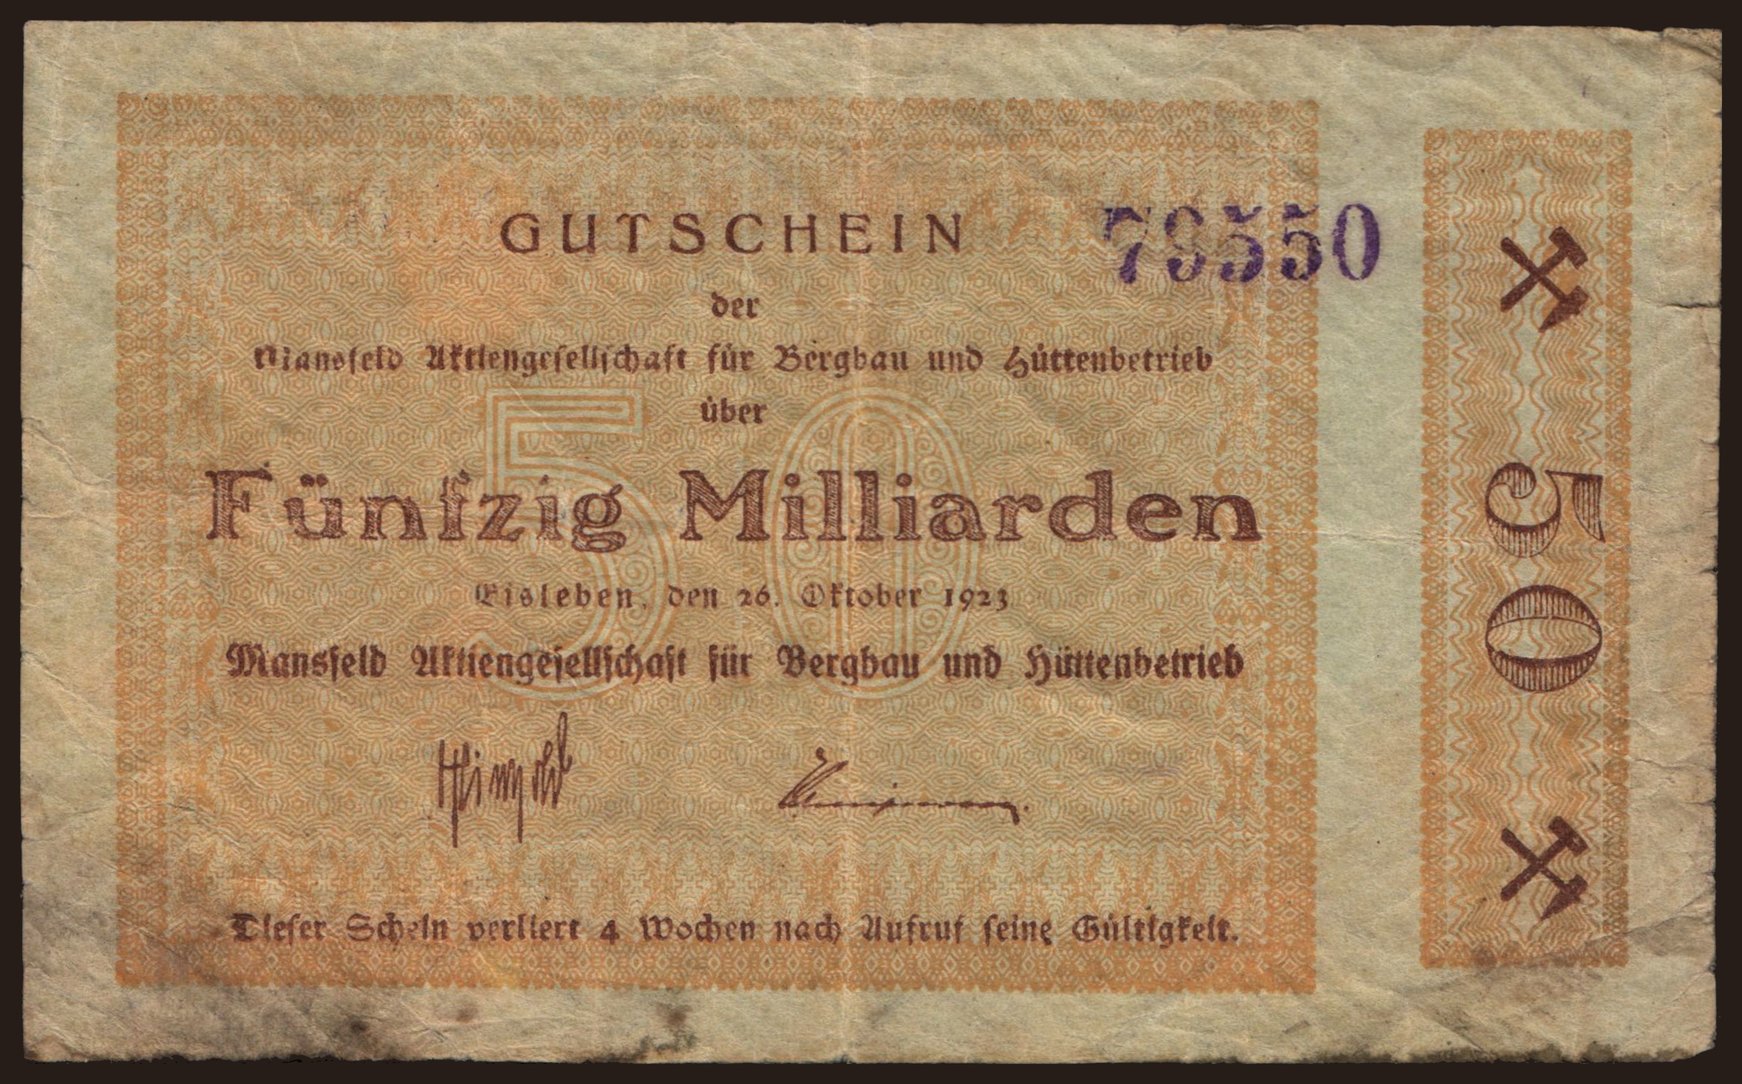 GUTSCHEIN
79550
der
Mansfeld Aktiengesellschaft für Bergbau und Hüttenbetrieb
über
50
Fünfzig Milliarden
Eisleben, den 26. Oktober 1923
Mansfeld Aktiengesellschaft für Bergbau und Hüttenbetrieb
Dieser Schein verliert 4 Wochen nach Aufruf seine Gültigkeit.
50